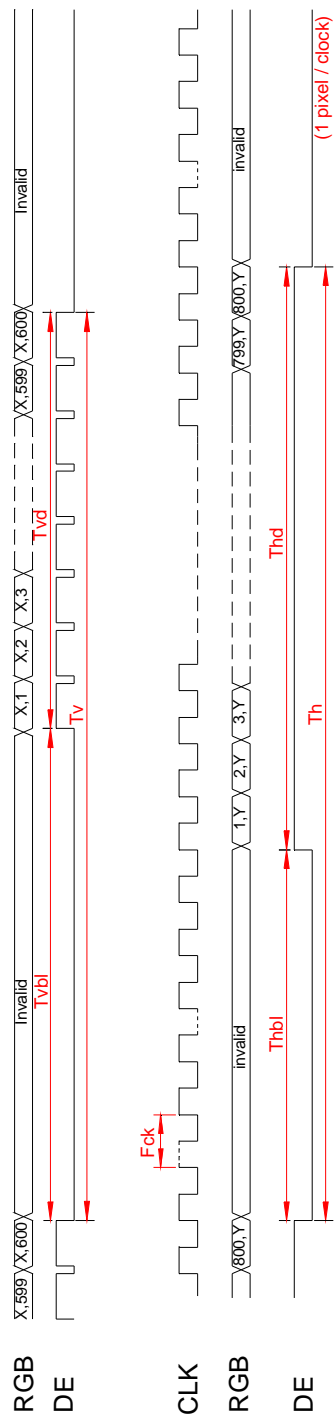 RGB X,599 X,600 Invalid X,1 X,2 X,3 X,599 X,600 Invalid
DE Tvbl Tvd
Tv
Fck
CLK
RGB 800,Y invalid 1,Y 2,Y 3,Y 799,Y 800,Y invalid
DE Thbl Thd
Th (1 pixel / clock)